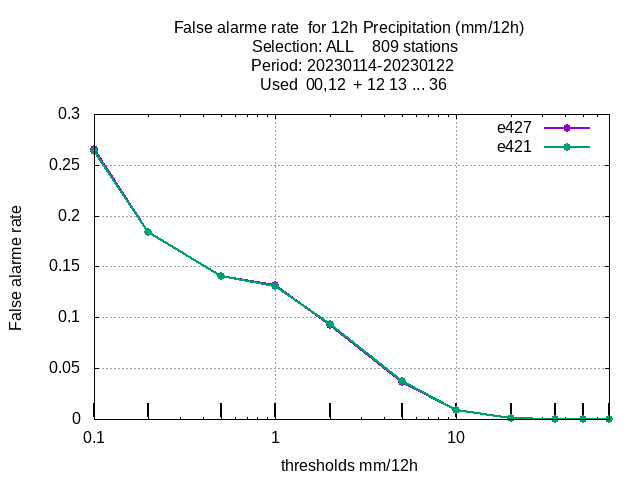 False alarme rate  for 12h Precipitation (mm/12h)
Selection: ALL    809 stations
Period: 20230114-20230122
Used  00,12  + 12 13 ... 36
e427
e421
0.3
0.25
0.2
0.15
0.1
0.05
0
False alarme rate
0.1 1 10
thresholds mm/12h